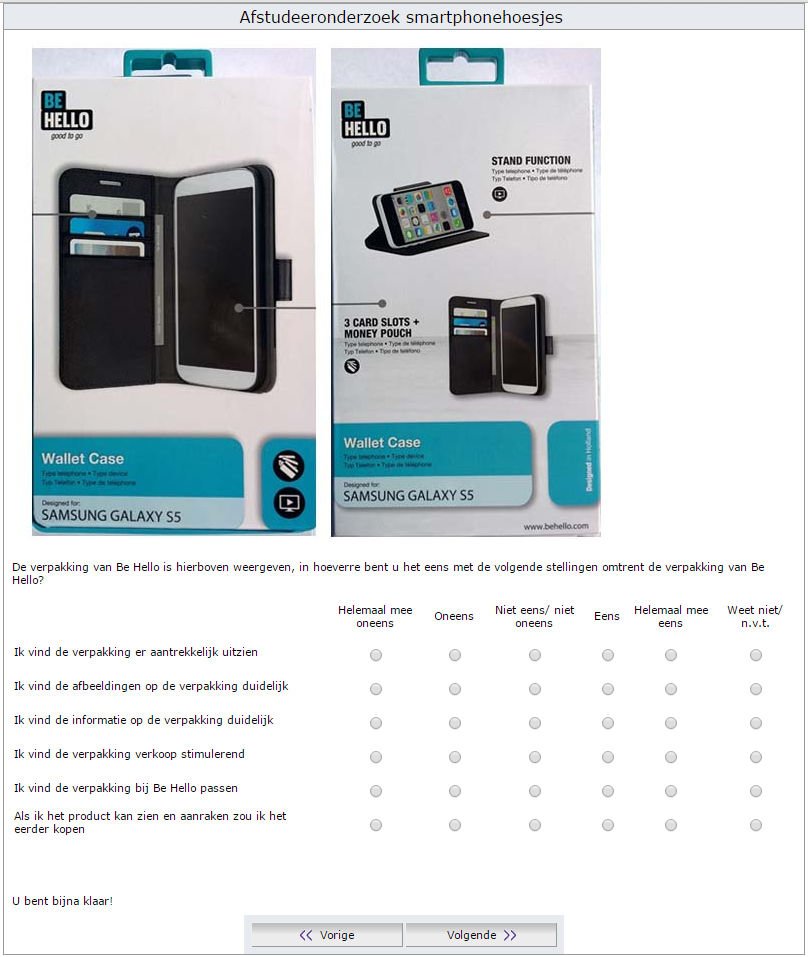 Afstudeeronderzoek smartphonehoesjes
BE
HELLO
good to go
Wallet Case
Type telephone • Type device
Typ Telefon • Tipo de teléfono
Designed for:
SAMSUNG GALAXY S5
BE
HELLO
good to go
STAND FUNCTION
Type telephone • Type de téléphone
Typ Telefon • Tipo de teléfono
3 CARD SLOTS +
MONEY POUCH
Type telephone • Type de téléphone
Typ Telefon • Tipo de teléfono
Wallet Case
Type telephone • Type device
Typ Telefon • Type de téléphone
Designed for:
SAMSUNG GALAXY S5
Designed in Holland
www.behello.com
De verpakking van Be Hello is hierboven weergeven, in hoeverre bent u het eens met de volgende stellingen omtrent de verpakking van Be
Hello?
Helemaal mee
oneens
Oneens
Niet eens/ niet
oneens
Eens
Helemaal mee
eens
Weet niet/
n.v.t.
Ik vind de verpakking er aantrekkelijk uitzien
Ik vind de afbeeldingen op de verpakking duidelijk
Ik vind de informatie op de verpakking duidelijk
Ik vind de verpakking verkoop stimulerend
Ik vind de verpakking bij Be Hello passen
Als ik het product kan zien en aanraken zou ik het
eerder kopen
U bent bijna klaar!
Vorige
Volgende